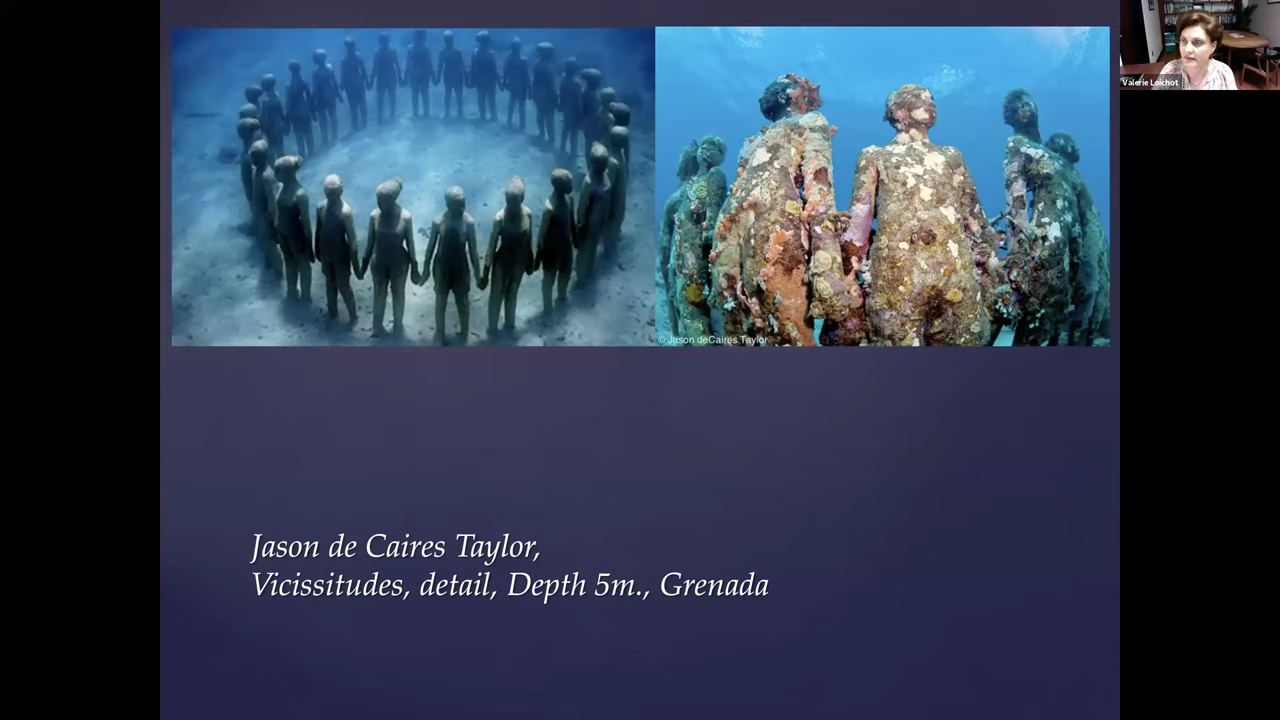 Valerie Loichot
© Jason deCaires Taylor
Jason de Caires Taylor,
Vicissitudes, detail, Depth 5m., Grenada